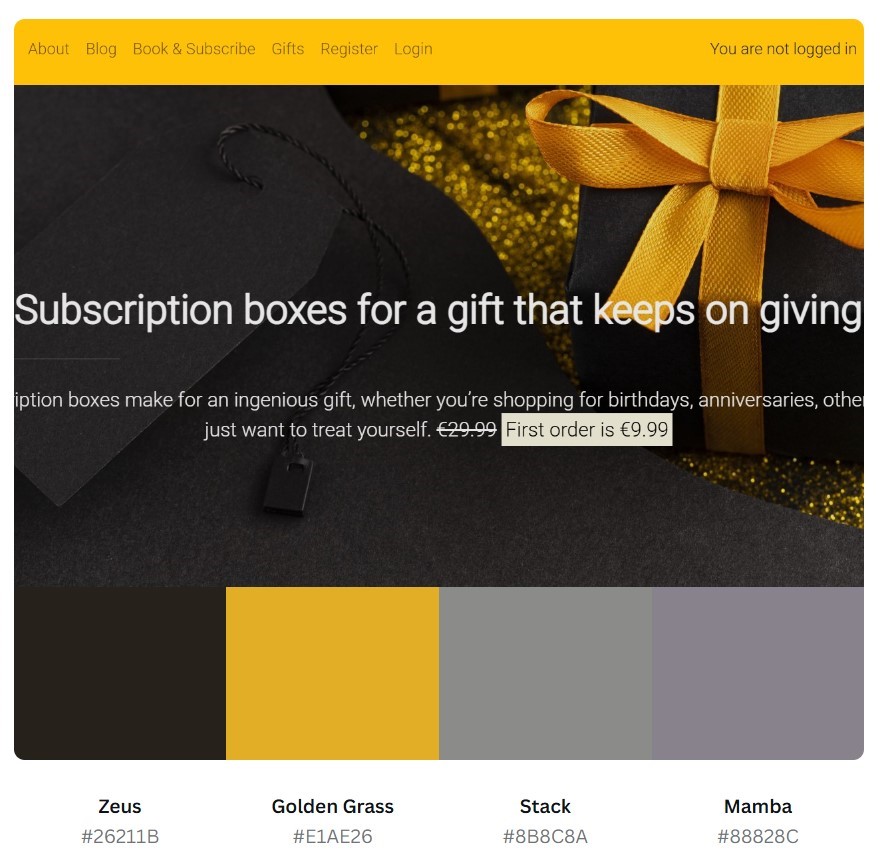 About Blog Book & Subscribe Gifts Register Login You are not logged in
Subscription boxes for a gift that keeps on giving
iption boxes make for an ingenious gift, whether you’re shopping for birthdays, anniversaries, other
just want to treat yourself. €29.99 First order is €9.99
Zeus Golden Grass Stack Mamba
#26211B #E1AE26 #8B8C8A #88828C